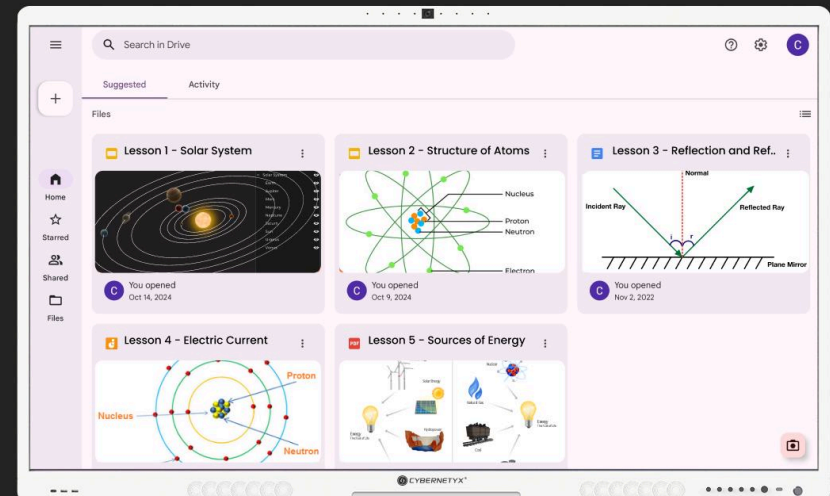 Search in Drive
C
Suggested
Activity
Files
Lesson 1 - Solar System
Lesson 2 - Structure of Atoms
Lesson 3 - Reflection and Ref..
Nucleus
Proton
Neutron
Electron
Normal
Incident Ray
Reflected Ray
i
r
Plane Mirror
C
You opened
Oct 14, 2024
C
You opened
Oct 9, 2024
C
You opened
Nov 2, 2022
Home
Starred
Shared
Files
Lesson 4 - Electric Current
PDF
Lesson 5 - Sources of Energy
Proton
Nucleus
Neutron
CYBERNETYX